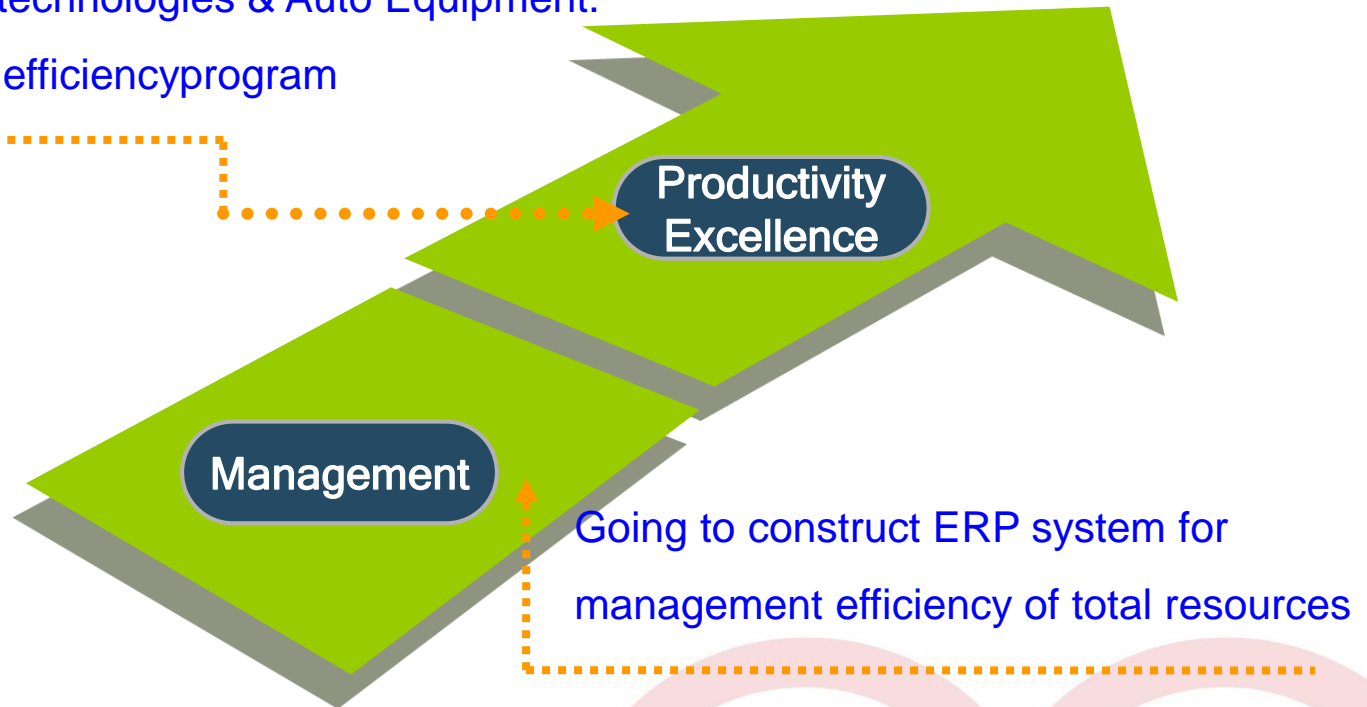 technologies & Auto Equipment.
efficiencyprogram
Productivity
Excellence
Management
Going to construct ERP system for
management efficiency of total resources